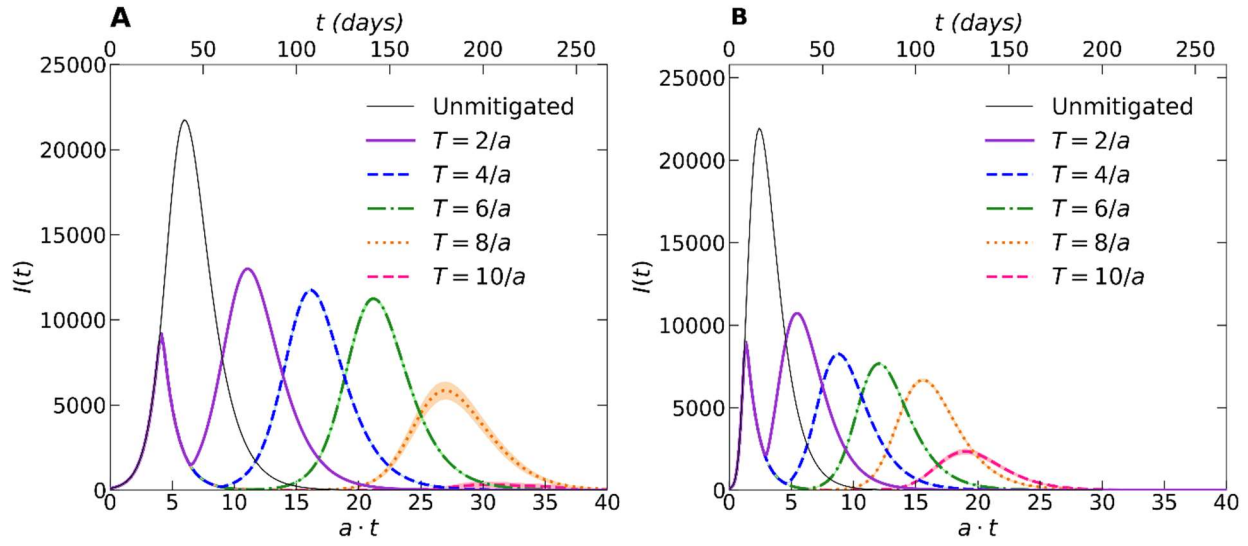 A
t (days)
0 50 100 150 200 250
25000
20000
15000
10000
5000
0
I(t)
Unmitigated
T = 2/a
T = 4/a
T = 6/a
T = 8/a
T = 10/a
0 5 10 15 20 25 30 35 40
a · t
B
t (days)
0 50 100 150 200 250
25000
20000
15000
10000
5000
0
I(t)
Unmitigated
T = 2/a
T = 4/a
T = 6/a
T = 8/a
T = 10/a
0 5 10 15 20 25 30 35 40
a · t